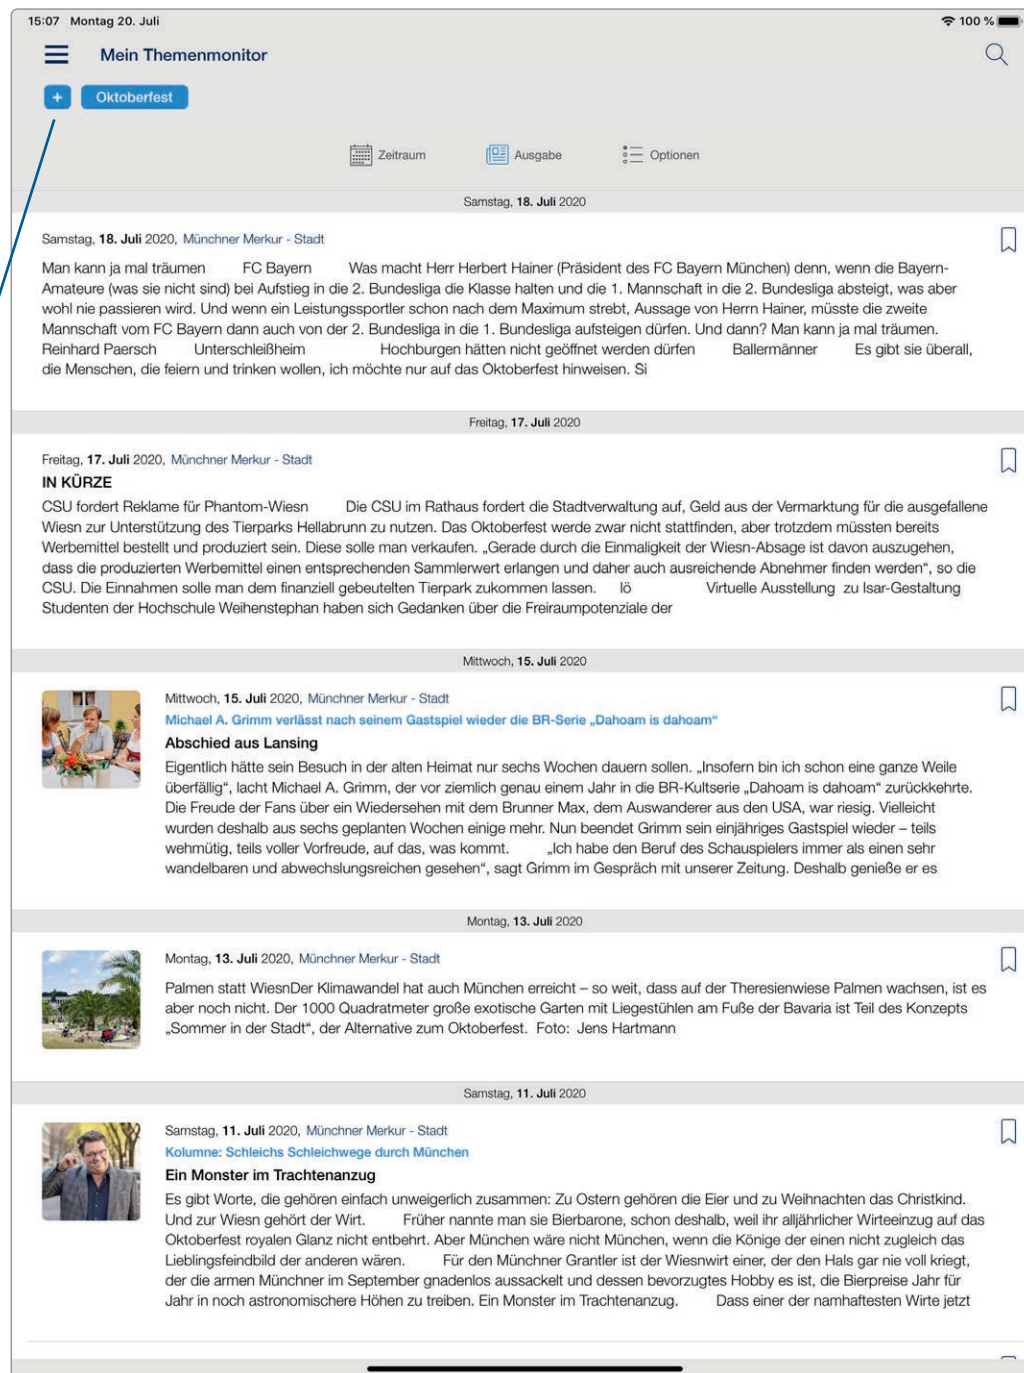 15:07 Montag 20. Juli 100 %
Mein Themenmonitor
+ Oktoberfest
Zeitraum Ausgabe Optionen
Samstag, 18. Juli 2020
Samstag, 18. Juli 2020, Münchner Merkur - Stadt
Man kann ja mal träumen FC Bayern Was macht Herr Herbert Hainer (Präsident des FC Bayern München) denn, wenn die Bayern-
Amateure (was sie nicht sind) bei Aufstieg in die 2. Bundesliga die Klasse halten und die 1. Mannschaft in die 2. Bundesliga absteigt, was aber
wohl nie passieren wird. Und wenn ein Leistungssportler schon nach dem Maximum strebt, Aussage von Herrn Hainer, müsste die zweite
Mannschaft vom FC Bayern dann auch von der 2. Bundesliga in die 1. Bundesliga aufsteigen dürfen. Und dann? Man kann ja mal träumen.
Reinhard Paersch Unterschleißheim Hochburgen hätten nicht geöffnet werden dürfen Ballermänner Es gibt sie überall,
die Menschen, die feiern und trinken wollen, ich möchte nur auf das Oktoberfest hinweisen. Si
Freitag, 17. Juli 2020
Freitag, 17. Juli 2020, Münchner Merkur - Stadt
IN KÜRZE
CSU fordert Reklame für Phantom-Wiesn Die CSU im Rathaus fordert die Stadtverwaltung auf, Geld aus der Vermarktung für die ausgefallene
Wiesn zur Unterstützung des Tierparks Hellabrunn zu nutzen. Das Oktoberfest werde zwar nicht stattfinden, aber trotzdem müssten bereits
Werbemittel bestellt und produziert sein. Diese solle man verkaufen. „Gerade durch die Einmaligkeit der Wiesn-Absage ist davon auszugehen,
dass die produzierten Werbemittel einen entsprechenden Sammlerwert erlangen und daher auch ausreichende Abnehmer finden werden“, so die
CSU. Die Einnahmen solle man dem finanziell gebeutelten Tierpark zukommen lassen. lö Virtuelle Ausstellung zu Isar-Gestaltung
Studenten der Hochschule Weihenstephan haben sich Gedanken über die Freiraumpotenziale der
Mittwoch, 15. Juli 2020
Mittwoch, 15. Juli 2020, Münchner Merkur - Stadt
Michael A. Grimm verlässt nach seinem Gastspiel wieder die BR-Serie „Dahoam is dahoam“
Abschied aus Lansing
Eigentlich hätte sein Besuch in der alten Heimat nur sechs Wochen dauern sollen. „Insofern bin ich schon eine ganze Weile
überfällig“, lacht Michael A. Grimm, der vor ziemlich genau einem Jahr in die BR-Kultserie „Dahoam is dahoam“ zurückkehrte.
Die Freude der Fans über ein Wiedersehen mit dem Brunner Max, dem Auswanderer aus den USA, war riesig. Vielleicht
wurden deshalb aus sechs geplanten Wochen einige mehr. Nun beendet Grimm sein einjähriges Gastspiel wieder – teils
wehmütig, teils voller Vorfreude, auf das, was kommt. „Ich habe den Beruf des Schauspielers immer als einen sehr
wandelbaren und abwechslungsreichen gesehen“, sagt Grimm im Gespräch mit unserer Zeitung. Deshalb genieße er es
Montag, 13. Juli 2020
Montag, 13. Juli 2020, Münchner Merkur - Stadt
Palmen statt WiesnDer Klimawandel hat auch München erreicht – so weit, dass auf der Theresienwiese Palmen wachsen, ist es
aber noch nicht. Der 1000 Quadratmeter große exotische Garten mit Liegestühlen am Fuße der Bavaria ist Teil des Konzepts
„Sommer in der Stadt“, der Alternative zum Oktoberfest. Foto: Jens Hartmann
Samstag, 11. Juli 2020
Samstag, 11. Juli 2020, Münchner Merkur - Stadt
Kolumne: Schleichs Schleichwege durch München
Ein Monster im Trachtenanzug
Es gibt Worte, die gehören einfach unweigerlich zusammen: Zu Ostern gehören die Eier und zu Weihnachten das Christkind.
Und zur Wiesn gehört der Wirt. Früher nannte man sie Bierbarone, schon deshalb, weil ihr alljährlicher Wirteeinzug auf das
Oktoberfest royalen Glanz nicht entbehrt. Aber München wäre nicht München, wenn die Könige der einen nicht zugleich das
Lieblingsfeindbild der anderen wären. Für den Münchner Grantler ist der Wiesnwirt einer, der den Hals gar nie voll kriegt,
der die armen Münchner im September gnadenlos aussackelt und dessen bevorzugtes Hobby es ist, die Bierpreise Jahr für
Jahr in noch astronomischere Höhen zu treiben. Ein Monster im Trachtenanzug. Dass einer der namhaftesten Wirte jetzt